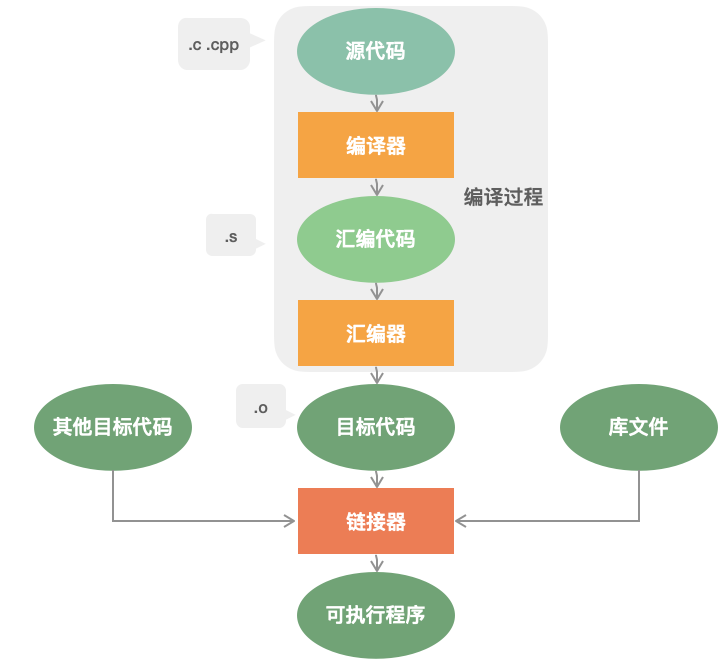 .c .cpp
源代码
编译器
编译过程
.s
汇编代码
汇编器
其他目标代码
.o
目标代码
库文件
链接器
可执行程序